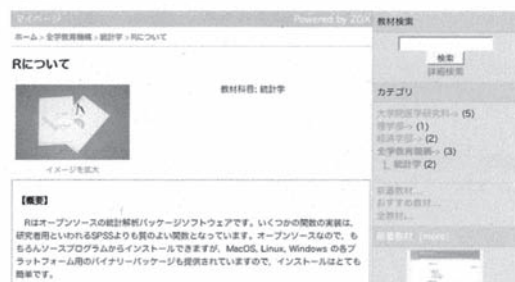 マイページ
Powered by ZOX
ホーム > 全学教育機構 > 統計学 > Rについて
Rについて
教材科目: 統計学
イメージを拡大
【概要】
Rはオープンソースの統計解析パッケージソフトウェアです。いくつかの関数の実装は、
研究者用といわれるSPSSよりも質のよい関数となっています。オープンソースなので、も
ちろんソースプログラムからインストールできますが、MacOS, Linux, Windows の各プ
ラットフォーム用のバイナリーパッケージも提供されていますので、インストールはとても
簡単です。
教材検索
検索
詳細検索
カテゴリ
大学院医学研究科-> (5)
理学部-> (1)
経済学部-> (2)
全学教育機構-> (3)
統計学 (2)
新着教材...
おすすめ教材...
全教材...
新着教材 [more]